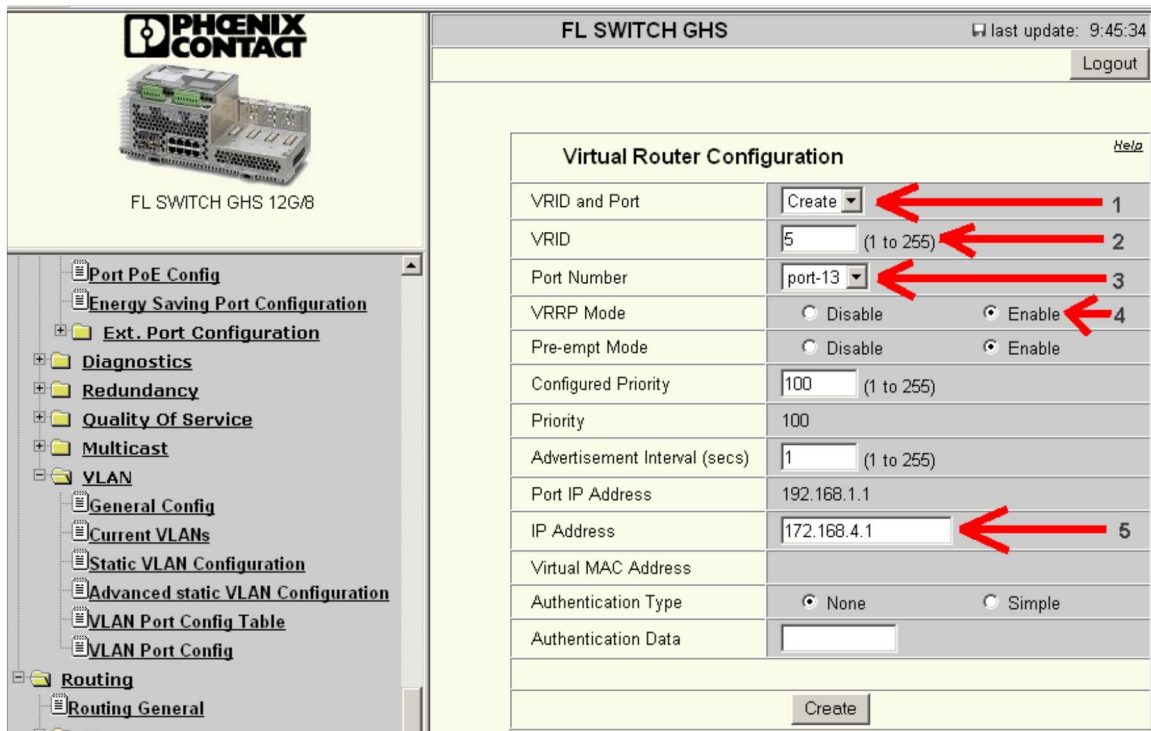 PHŒNIX
CONTACT
FL SWITCH GHS 12G/8
Port PoE Config
Energy Saving Port Configuration
Ext. Port Configuration
Diagnostics
Redundancy
Quality Of Service
Multicast
VLAN
General Config
Current VLANs
Static VLAN Configuration
Advanced static VLAN Configuration
VLAN Port Config Table
VLAN Port Config
Routing
Routing General
FL SWITCH GHS last update: 9:45:34
Logout
Virtual Router Configuration Help
VRID and Port Create 1
VRID 5 (1 to 255) 2
Port Number port-13 3
VRRP Mode Disable Enable 4
Pre-empt Mode Disable Enable
Configured Priority 100 (1 to 255)
Priority 100
Advertisement Interval (secs) 1 (1 to 255)
Port IP Address 192.168.1.1
IP Address 172.168.4.1 5
Virtual MAC Address
Authentication Type None Simple
Authentication Data
Create